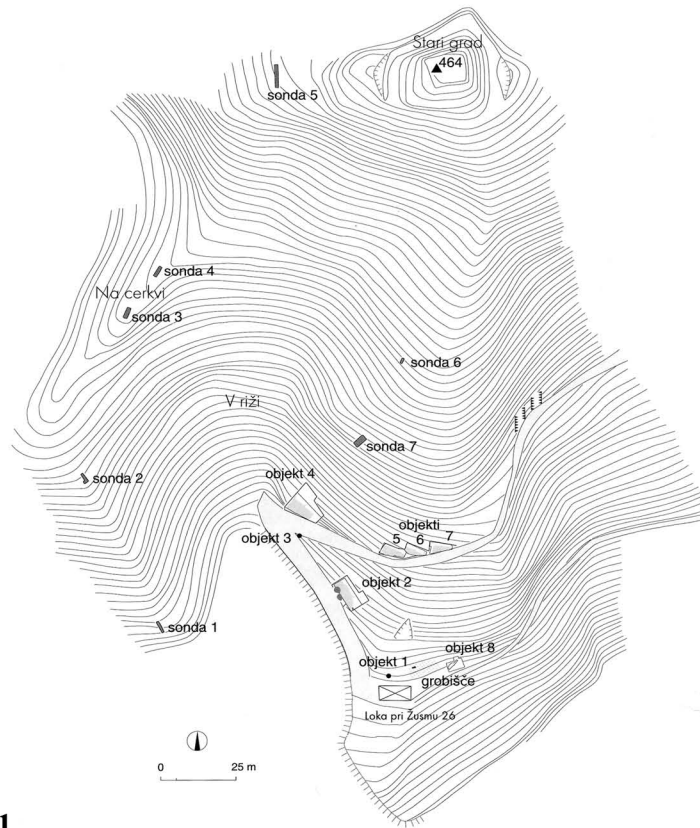 Stari grad
464
sonda 5
sonda 4
Na cerkvi
sonda 3
sonda 6
V riži
sonda 7
objekt 4
sonda 2
objekti
5 6 7
objekt 3
objekt 2
sonda 1
objekt 8
objekt 1
grobišče
Loka pri Žusmu 26
0 25 m
1